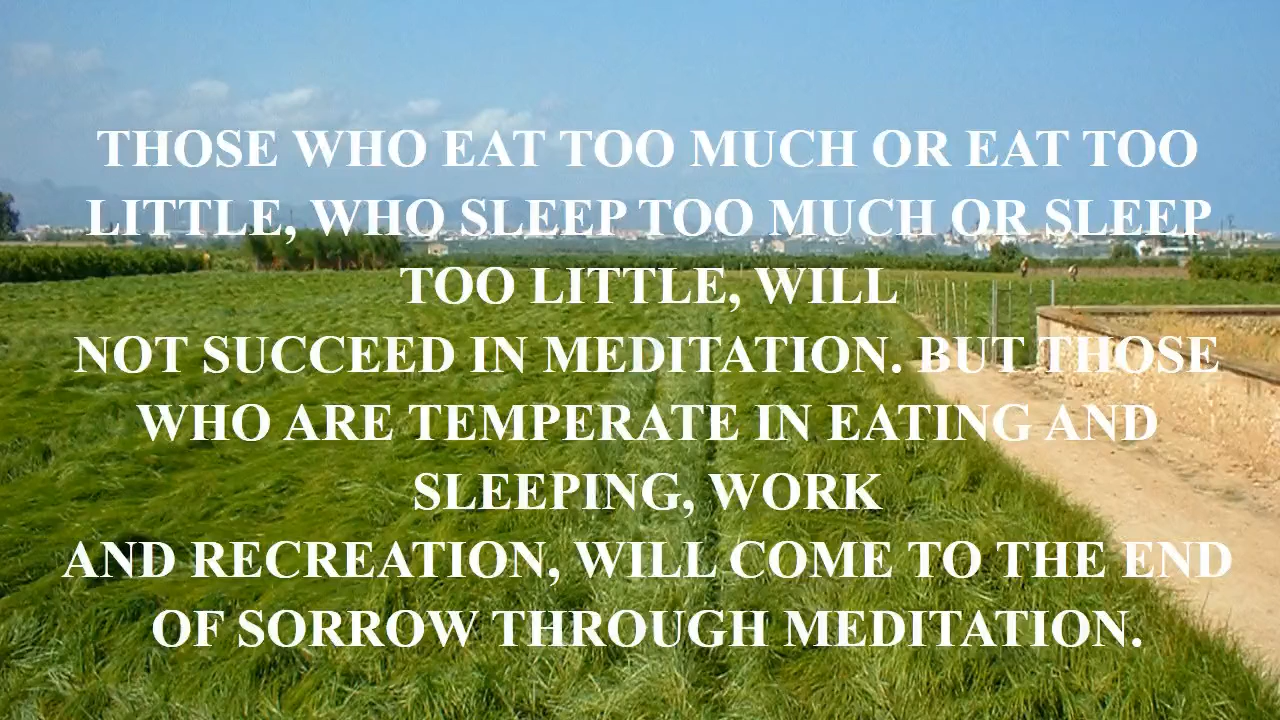 THOSE WHO EAT TOO MUCH OR EAT TOO
LITTLE, WHO SLEEP TOO MUCH OR SLEEP
TOO LITTLE, WILL
NOT SUCCEED IN MEDITATION. BUT THOSE
WHO ARE TEMPERATE IN EATING AND
SLEEPING, WORK
AND RECREATION, WILL COME TO THE END
OF SORROW THROUGH MEDITATION.